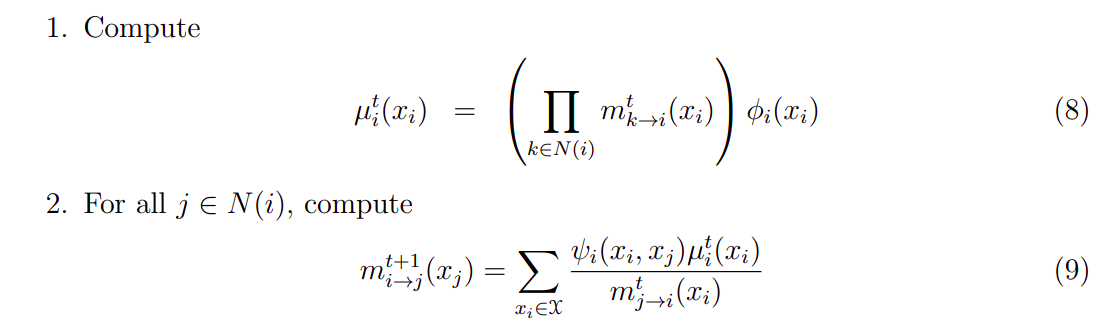 1. Compute
μ_i^t(x_i) = ( ∏_{k∈N(i)} m_{k→i}^t(x_i) ) ϕ_i(x_i) (8)
2. For all j ∈ N(i), compute
m_{i→j}^{t+1}(x_j) = ∑_{x_i∈𝒳} \frac{ψ_i(x_i, x_j)μ_i^t(x_i)}{m_{j→i}^t(x_i)} (9)